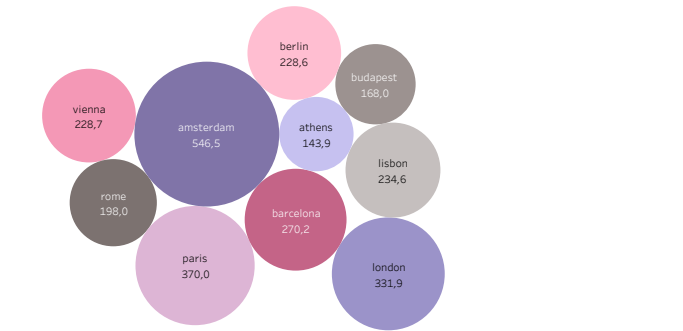 berlin
228,6
budapest
168,0
vienna
228,7
amsterdam
546,5
athens
143,9
lisbon
234,6
rome
198,0
barcelona
270,2
paris
370,0
london
331,9